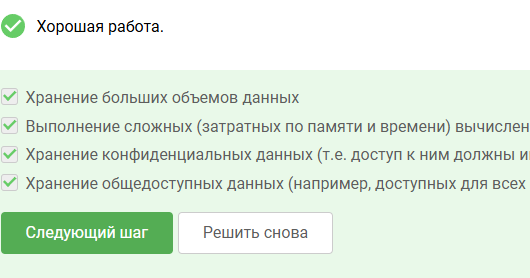 Хорошая работа.
Хранение больших объемов данных
Выполнение сложных (затратных по памяти и времени) вычислен
Хранение конфиденциальных данных (т.е. доступ к ним должны и
Хранение общедоступных данных (например, доступных для всех
Следующий шаг
Решить снова